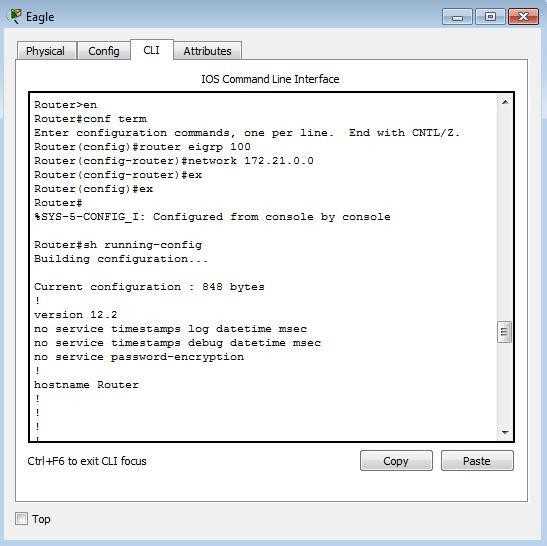 Eagle
Physical Config CLI Attributes
IOS Command Line Interface
Router>en
Router#conf term
Enter configuration commands, one per line.  End with CNTL/Z.
Router(config)#router eigrp 100
Router(config-router)#network 172.21.0.0
Router(config-router)#ex
Router(config)#ex
Router#
%SYS-5-CONFIG_I: Configured from console by console
Router#sh running-config
Building configuration...
Current configuration : 848 bytes
!
version 12.2
no service timestamps log datetime msec
no service timestamps debug datetime msec
no service password-encryption
!
hostname Router
!
!
!
!
Ctrl+F6 to exit CLI focus
Copy Paste
Top